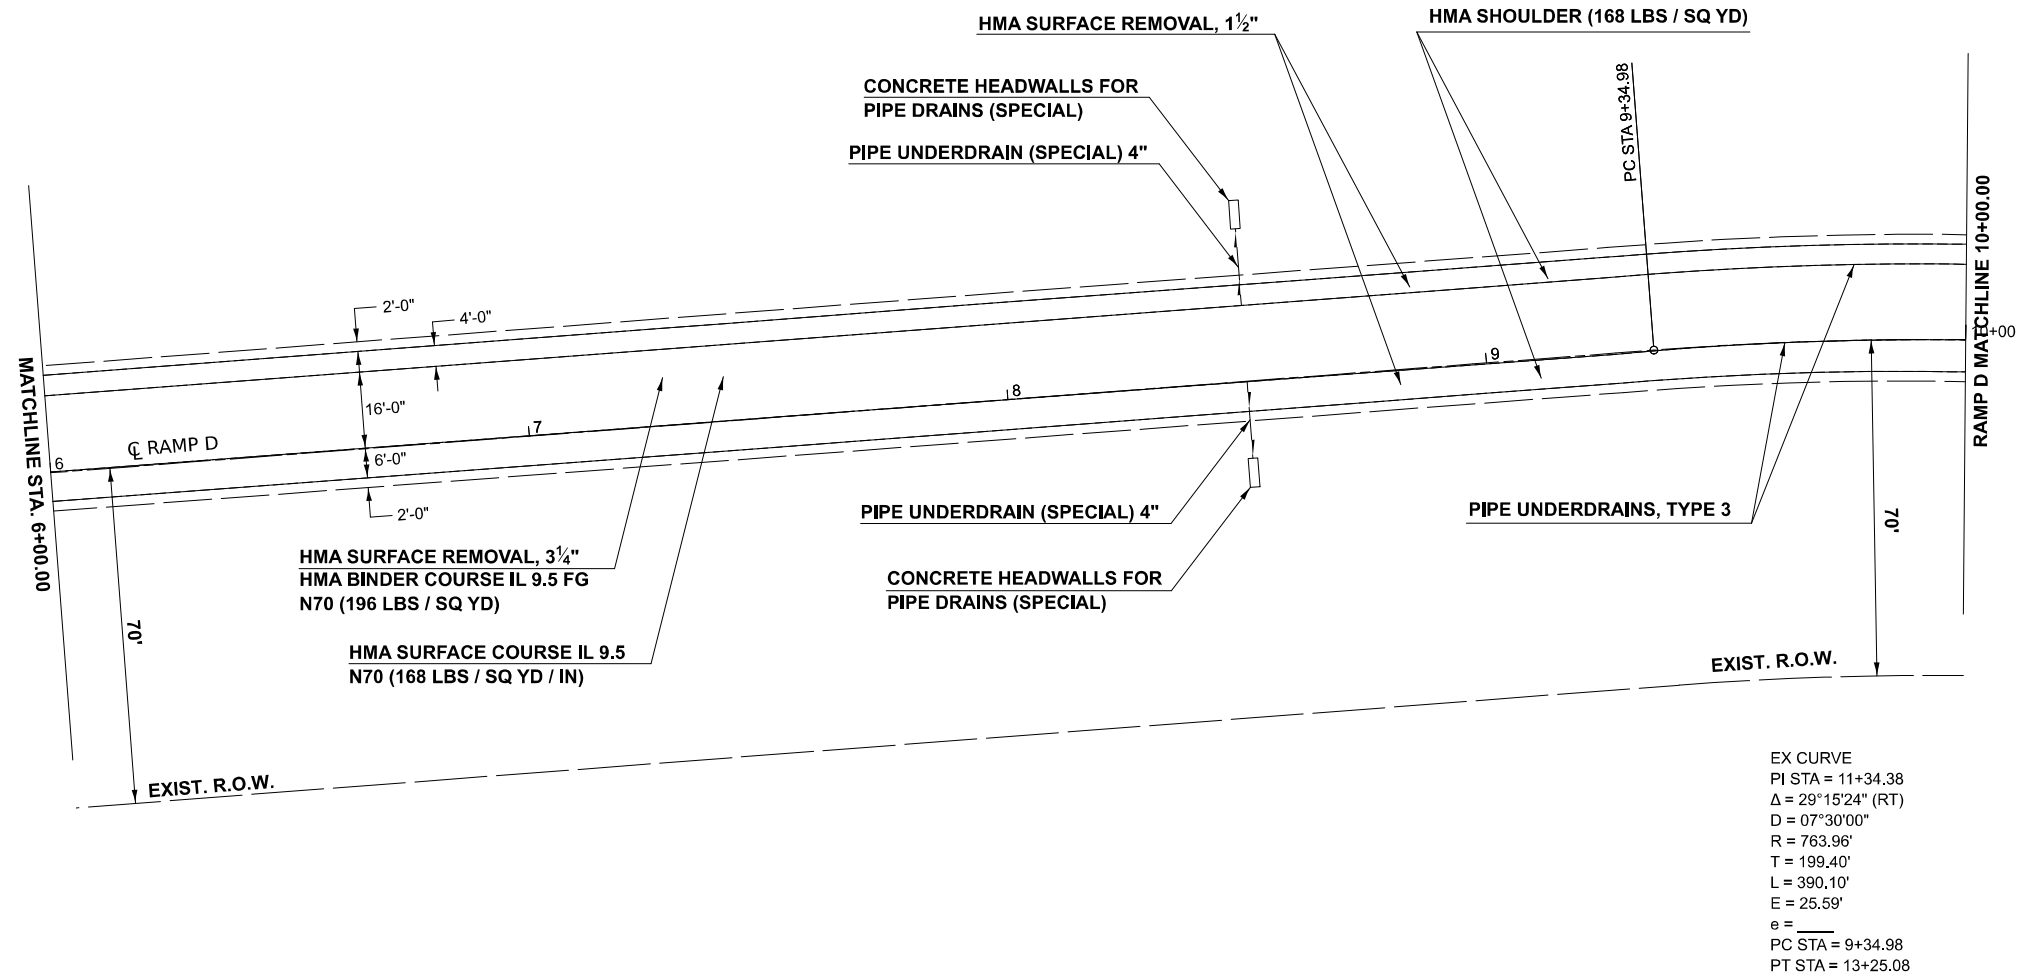 HMA SURFACE REMOVAL, 1½"
HMA SHOULDER (168 LBS / SQ YD)
CONCRETE HEADWALLS FOR
PIPE DRAINS (SPECIAL)
PIPE UNDERDRAIN (SPECIAL) 4"
PC STA 9+34.98
RAMP D MATCHLINE 10+00.00
10+00
2'-0"
4'-0"
16'-0"
6'-0"
2'-0"
MATCHLINE STA. 6+00.00
6
℄ RAMP D
7
8
9
PIPE UNDERDRAIN (SPECIAL) 4"
CONCRETE HEADWALLS FOR
PIPE DRAINS (SPECIAL)
PIPE UNDERDRAINS, TYPE 3
70'
HMA SURFACE REMOVAL, 3¼"
HMA BINDER COURSE IL 9.5 FG
N70 (196 LBS / SQ YD)
70'
HMA SURFACE COURSE IL 9.5
N70 (168 LBS / SQ YD / IN)
EXIST. R.O.W.
EXIST. R.O.W.
EX CURVE
PI STA = 11+34.38
Δ = 29°15'24" (RT)
D = 07°30'00"
R = 763.96'
T = 199.40'
L = 390.10'
E = 25.59'
e = ____
PC STA = 9+34.98
PT STA = 13+25.08